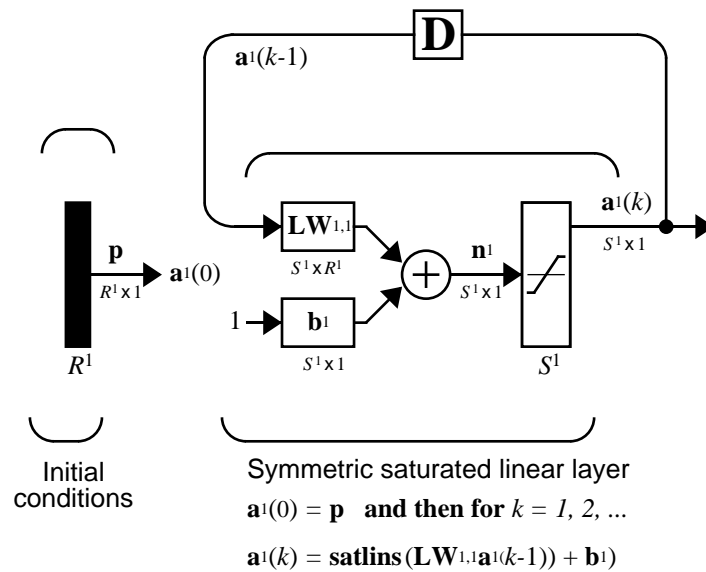 D
a¹(k-1)
LW¹,¹
S¹ x R¹
p
R¹ x 1
a¹(0)
R¹
1
b¹
S¹ x 1
n¹
S¹ x 1
S¹
a¹(k)
S¹ x 1
Initial
conditions
Symmetric saturated linear layer
a¹(0) = p and then for k = 1, 2, ...
a¹(k) = satlins (LW¹,¹a¹⁽k-1)) + b¹)